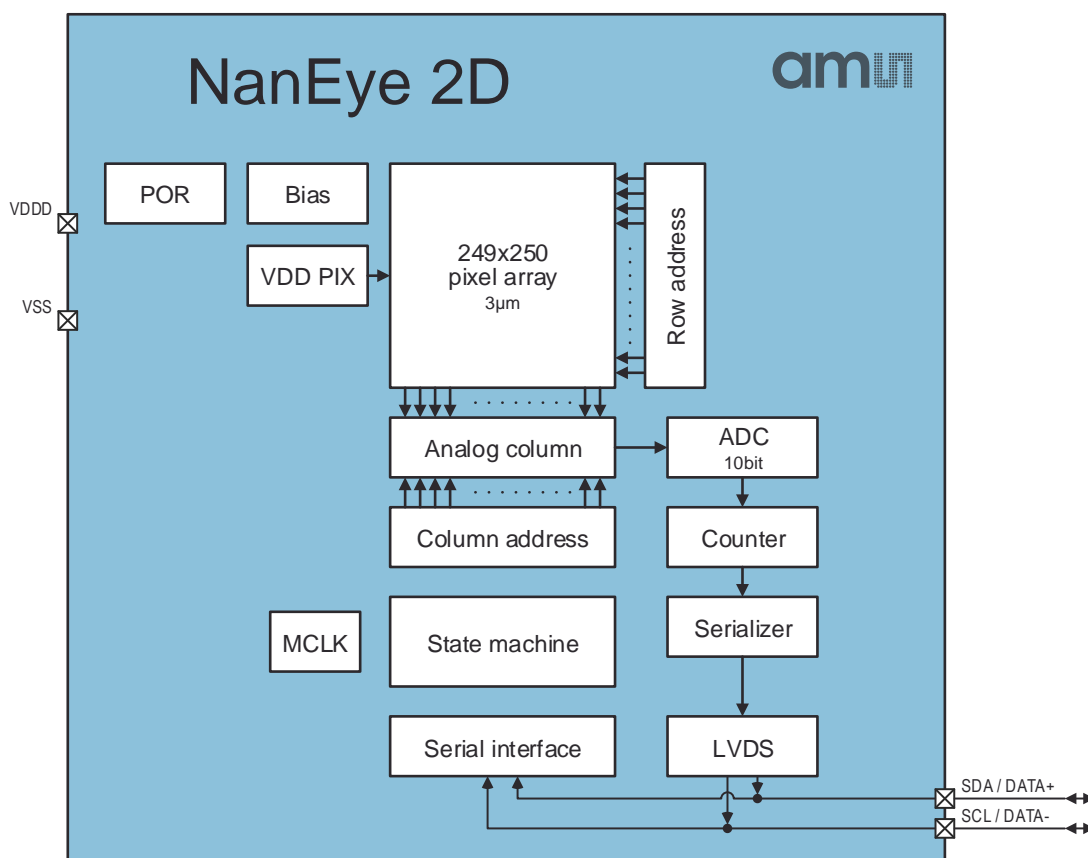 NanEye 2D
am
POR
Bias
VDDD
VDD PIX
249x250
pixel array
3µm
Row address
VSS
Analog column
ADC
10bit
Column address
Counter
MCLK
State machine
Serializer
Serial interface
LVDS
SDA / DATA+
SCL / DATA-